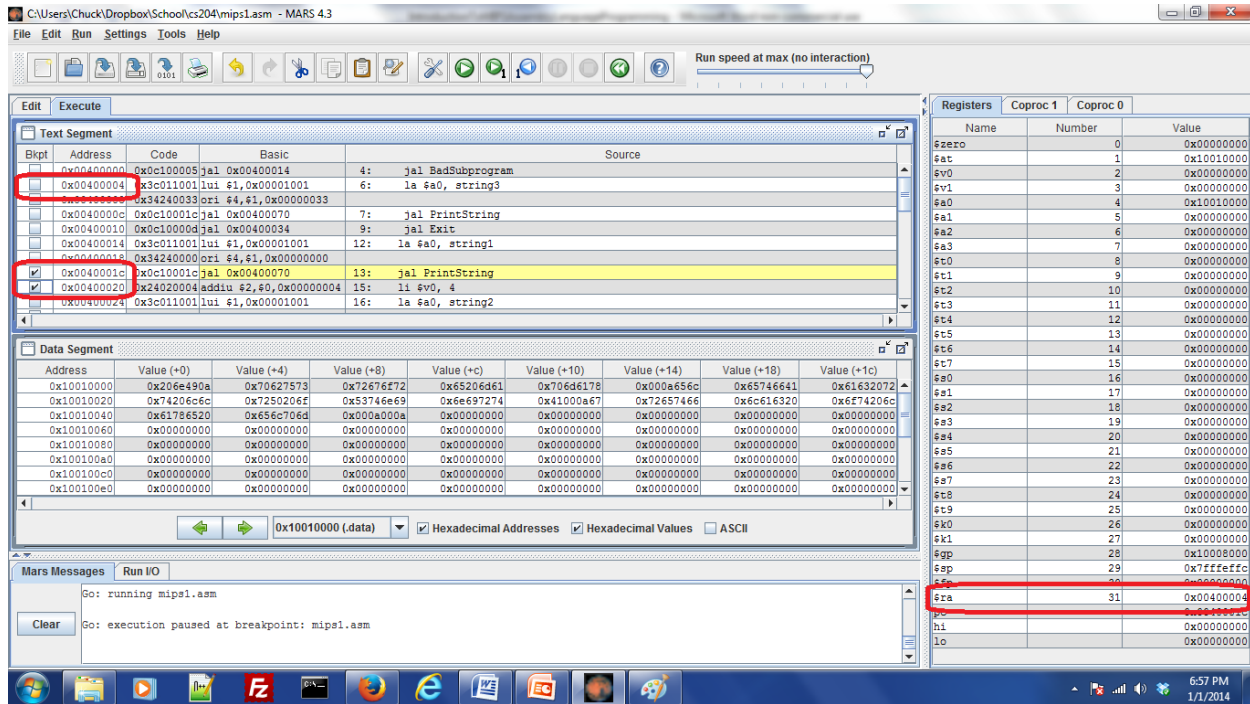 C:\Users\Chuck\Dropbox\School\cs204\mips1.asm - MARS 4.3
File Edit Run Settings Tools Help
Run speed at max (no interaction)
Edit Execute
Text Segment
Bkpt Address Code Basic Source
0x00400000 0x0c100005 jal 0x00400014 4: jal BadSubprogram
0x00400004 0x3c011001 lui $1,0x00001001 6: la $a0, string3
0x34240033 ori $4,$1,0x00000033
0x0040000c 0x0c10001c jal 0x00400070 7: jal PrintString
0x00400010 0x0c10000d jal 0x00400034 9: jal Exit
0x00400014 0x3c011001 lui $1,0x00001001 12: la $a0, string1
0x00400018 0x34240000 ori $4,$1,0x00000000
0x0040001c 0x0c10001c jal 0x00400070 13: jal PrintString
0x00400020 0x24020004 addiu $2,$0,0x00000004 15: li $v0, 4
0x00400024 0x3c011001 lui $1,0x00001001 16: la $a0, string2
Data Segment
Address Value (+0) Value (+4) Value (+8) Value (+c) Value (+10) Value (+14) Value (+18) Value (+1c)
0x10010000 0x206e490a 0x70627573 0x72676f72 0x65206d61 0x706d6178 0x000a656c 0x65746641 0x61632072
0x10010020 0x74206c6c 0x7250206f 0x53746e69 0x6e697274 0x41000a67 0x72657466 0x6c616320 0x6f74206c
0x10010040 0x61786520 0x656c706d 0x000a000a 0x00000000 0x00000000 0x00000000 0x00000000 0x00000000
0x10010060 0x00000000 0x00000000 0x00000000 0x00000000 0x00000000 0x00000000 0x00000000 0x00000000
0x10010080 0x00000000 0x00000000 0x00000000 0x00000000 0x00000000 0x00000000 0x00000000 0x00000000
0x100100a0 0x00000000 0x00000000 0x00000000 0x00000000 0x00000000 0x00000000 0x00000000 0x00000000
0x100100c0 0x00000000 0x00000000 0x00000000 0x00000000 0x00000000 0x00000000 0x00000000 0x00000000
0x100100e0 0x00000000 0x00000000 0x00000000 0x00000000 0x00000000 0x00000000 0x00000000 0x00000000
0x10010000 (.data) Hexadecimal Addresses Hexadecimal Values ASCII
Mars Messages Run I/O
Go: running mips1.asm
Clear
Go: execution paused at breakpoint: mips1.asm
Registers Coproc 1 Coproc 0
Name Number Value
$zero 0 0x00000000
$at 1 0x10010000
$v0 2 0x00000000
$v1 3 0x00000000
$a0 4 0x10010000
$a1 5 0x00000000
$a2 6 0x00000000
$a3 7 0x00000000
$t0 8 0x00000000
$t1 9 0x00000000
$t2 10 0x00000000
$t3 11 0x00000000
$t4 12 0x00000000
$t5 13 0x00000000
$t6 14 0x00000000
$t7 15 0x00000000
$s0 16 0x00000000
$s1 17 0x00000000
$s2 18 0x00000000
$s3 19 0x00000000
$s4 20 0x00000000
$s5 21 0x00000000
$s6 22 0x00000000
$s7 23 0x00000000
$t8 24 0x00000000
$t9 25 0x00000000
$k0 26 0x00000000
$k1 27 0x00000000
$gp 28 0x10008000
$sp 29 0x7fffeffc
$fp 30 0x00000000
$ra 31 0x00400004
pc 0x0040001c
hi 0x00000000
lo 0x00000000
6:57 PM
1/1/2014